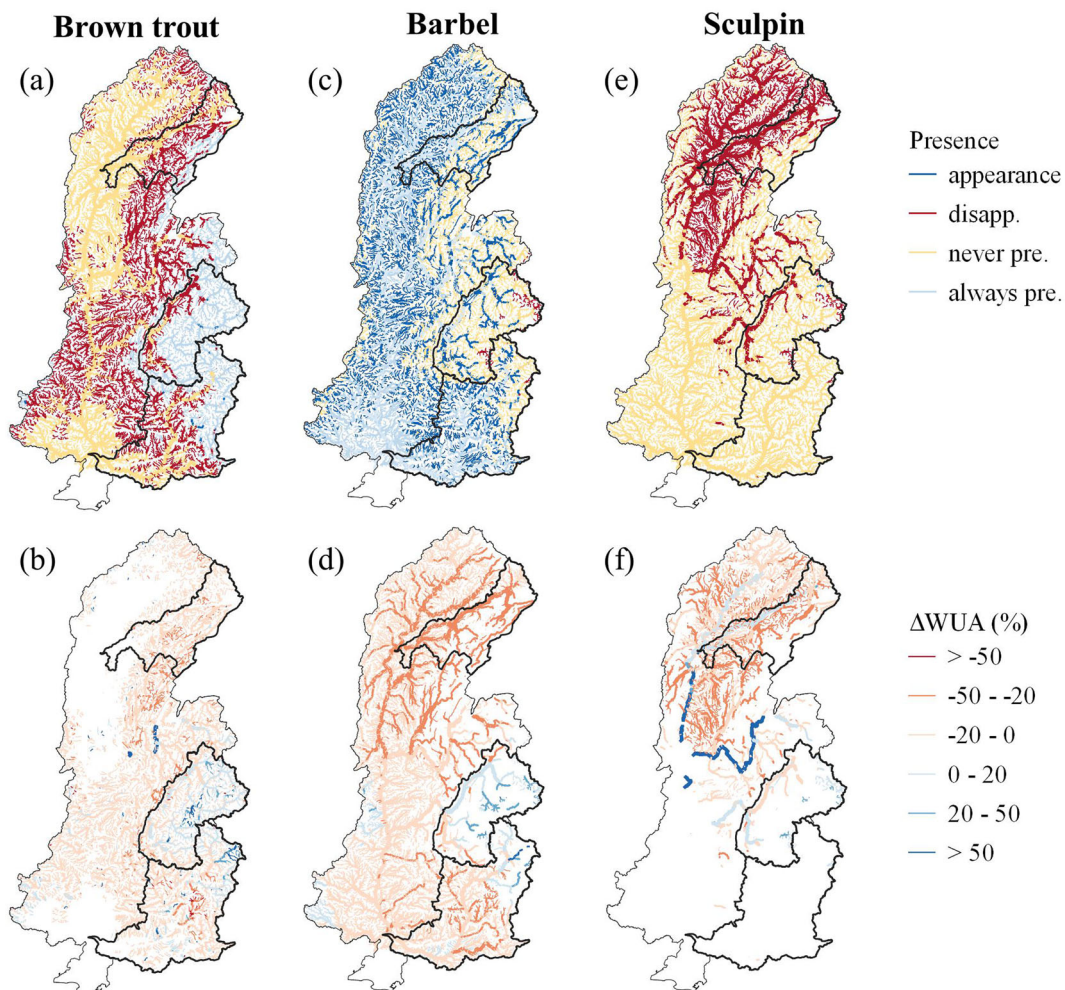 Brown trout
Barbel
Sculpin
(a)
(c)
(e)
Presence
appearance
disapp.
never pre.
always pre.
(b)
(d)
(f)
ΔWUA (%)
> -50
-50 - -20
-20 - 0
0 - 20
20 - 50
> 50